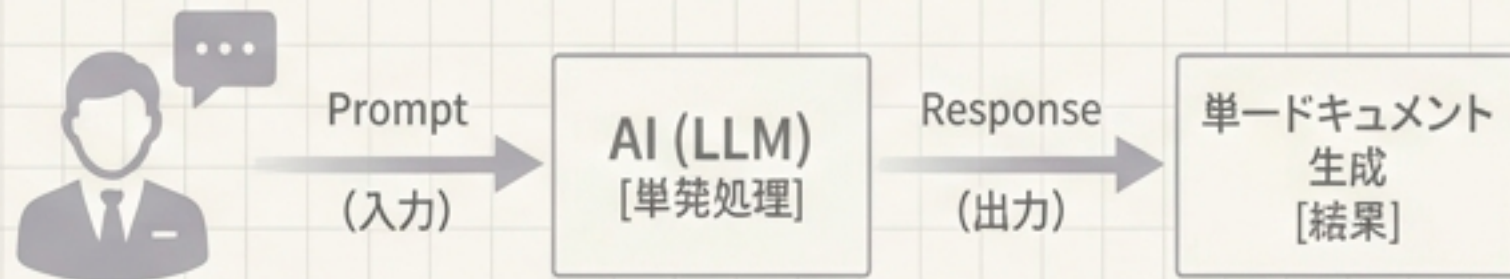 Prompt
(入力)
AI (LLM)
[単発処理]
Response
(出力)
単一ドキュメント
生成
[結果]